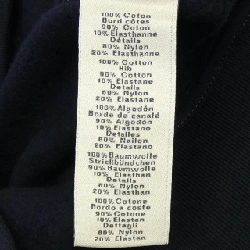 100% Coton
Bord côtes
90% Coton
10% Elasthanne
Détails
80% Nylon
20% Elasthanne
100% Cotton
Rib
90% Cotton
10% Elastane
Details
80% Nylon
20% Elastane
100% Algodón
Borde de canalé
90% Algodón
10% Elastano
Detalles
80% Neilon
20% Elastano
100% Baumwolle
Strickbündchen
90% Baumwolle
10% Elasthan
Details
80% Nylon
20% Elasthan
100% Cotone
Bordo a coste
90% Cotone
10% Elastan
Dettagli
80% Nylon
20% Elastan